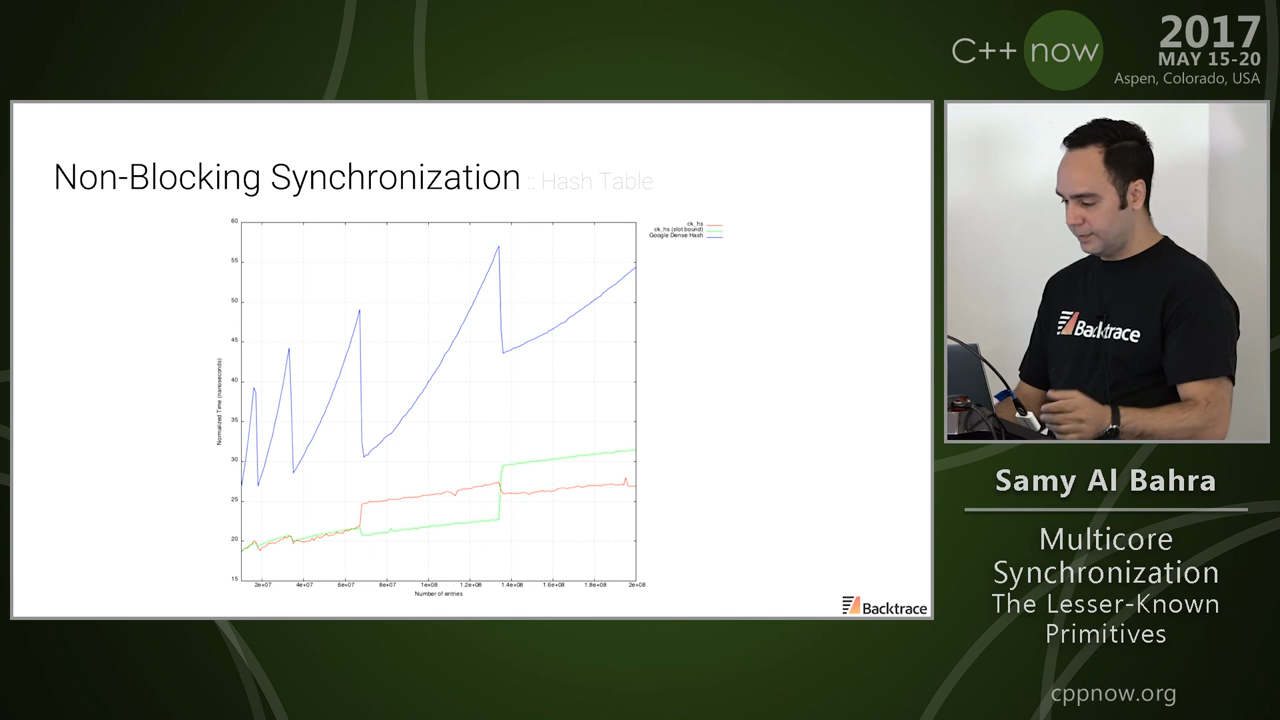 C++ now
2017
MAY 15-20
Aspen, Colorado, USA
Non-Blocking Synchronization :: Hash Table
ck_hs
ck_hs (slot bound)
Google Dense Hash
60
55
50
45
40
35
30
25
20
15
Normalized Time (nanoseconds)
2e+07 4e+07 6e+07 8e+07 1e+08 1.2e+08 1.4e+08 1.6e+08 1.8e+08 2e+08
Number of entries
Backtrace
Backtrace
Samy Al Bahra
Multicore
Synchronization
The Lesser-Known
Primitives
cppnow.org